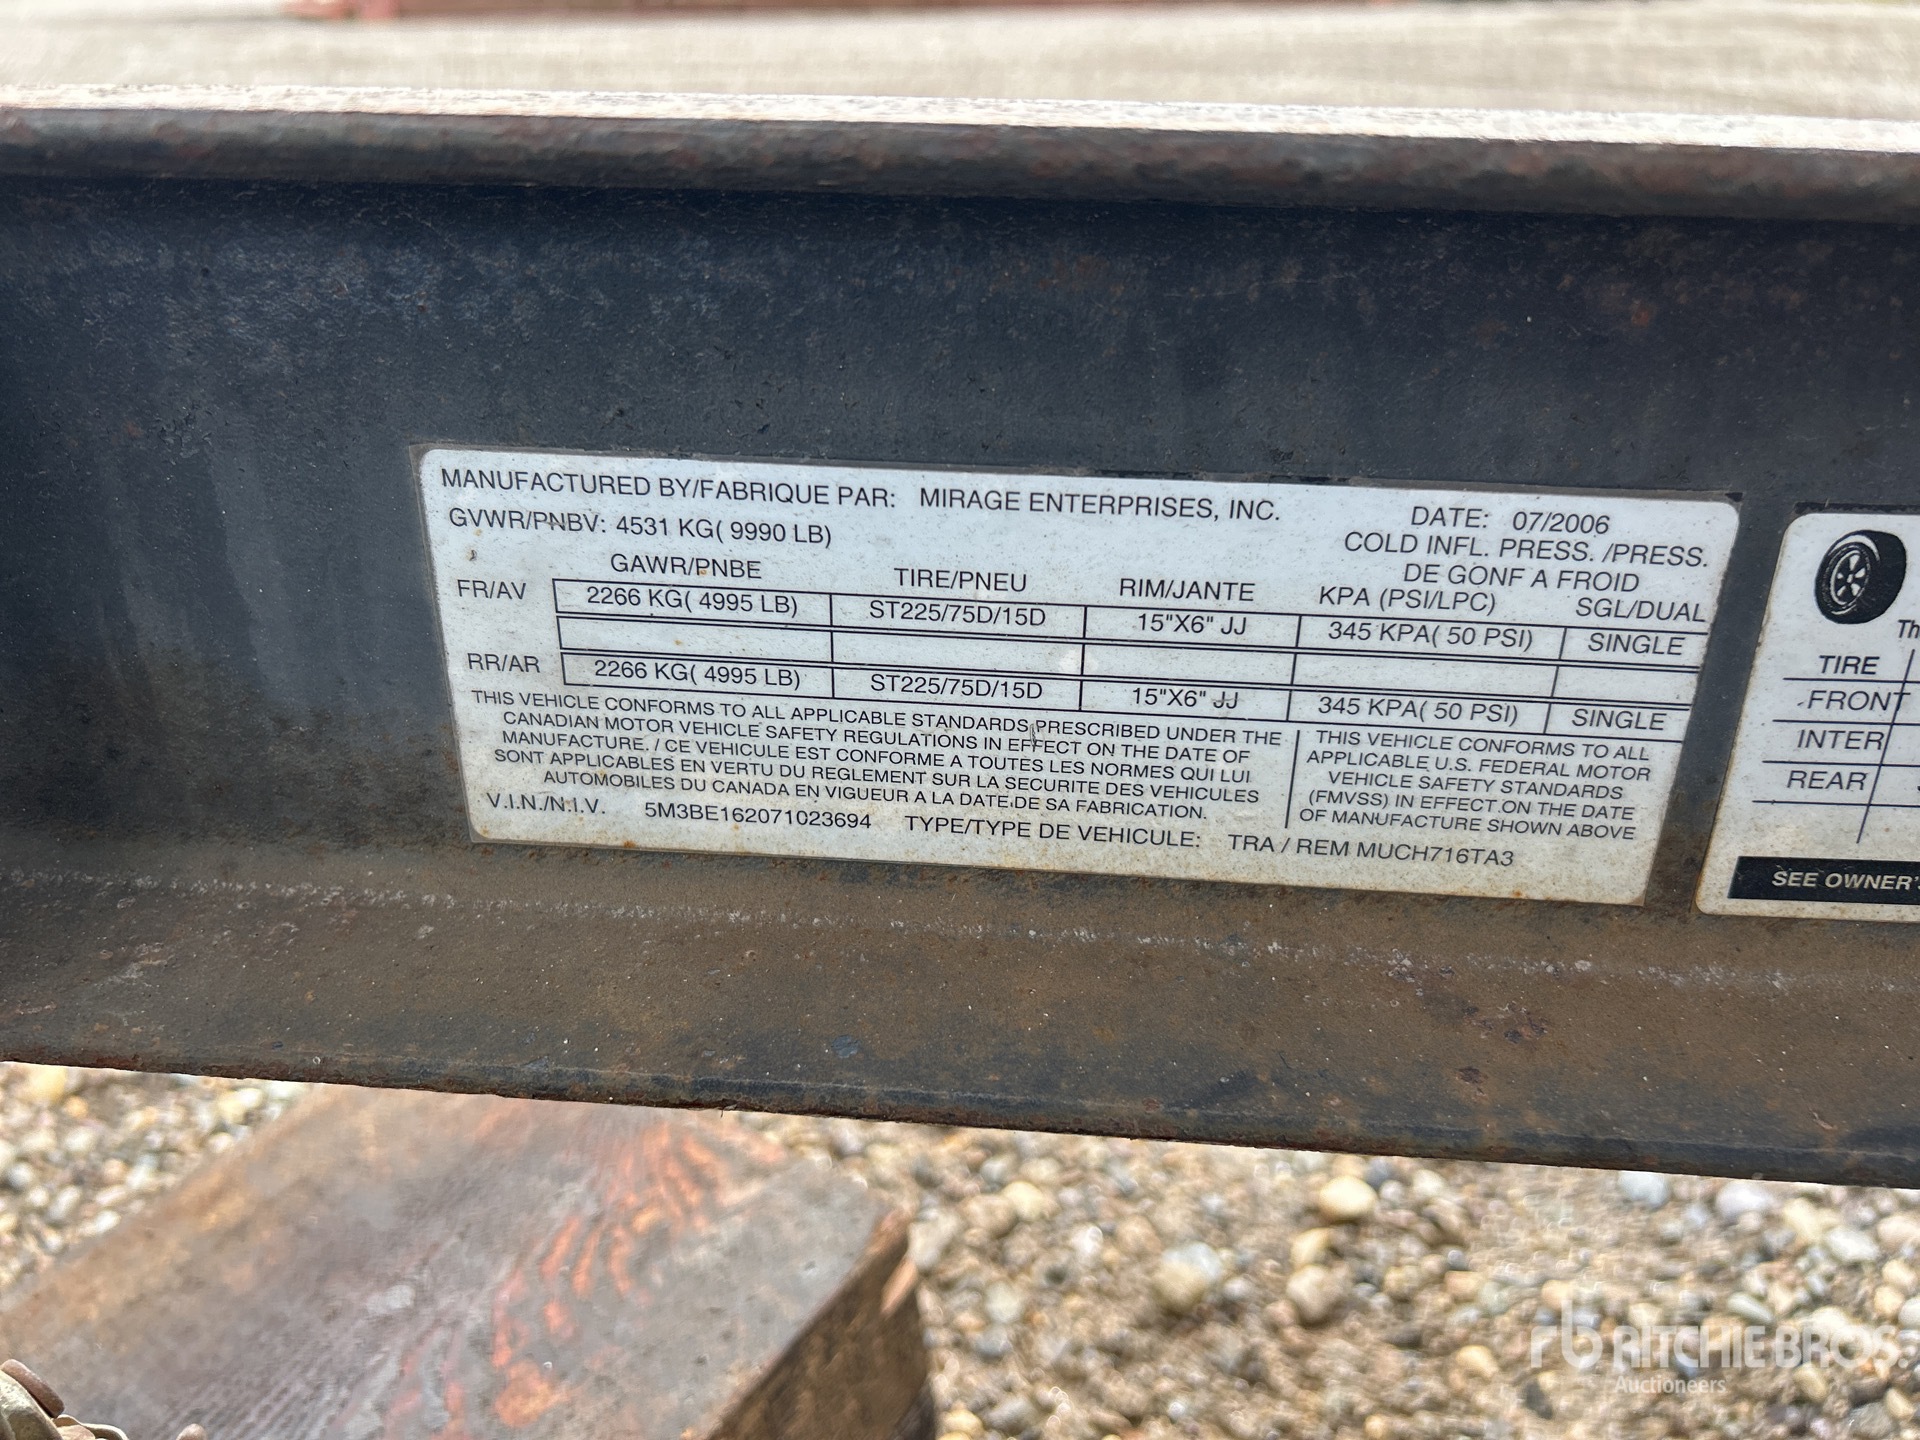 MANUFACTURED BY/FABRIQUE PAR: MIRAGE ENTERPRISES, INC.
DATE: 07/2006
GVWR/PNBV: 4531 KG( 9990 LB)
COLD INFL. PRESS. /PRESS.
DE GONF A FROID
GAWR/PNBE TIRE/PNEU RIM/JANTE KPA (PSI/LPC) SGL/DUAL
FR/AV 2266 KG( 4995 LB) ST225/75D/15D 15"X6" JJ 345 KPA( 50 PSI) SINGLE
RR/AR 2266 KG( 4995 LB) ST225/75D/15D 15"X6" JJ 345 KPA( 50 PSI) SINGLE
THIS VEHICLE CONFORMS TO ALL APPLICABLE STANDARDS PRESCRIBED UNDER THE
CANADIAN MOTOR VEHICLE SAFETY REGULATIONS IN EFFECT ON THE DATE OF
MANUFACTURE. / CE VEHICULE EST CONFORME A TOUTES LES NORMES QUI LUI
SONT APPLICABLES EN VERTU DU REGLEMENT SUR LA SECURITE DES VEHICULES
AUTOMOBILES DU CANADA EN VIGUEUR A LA DATE DE SA FABRICATION.
THIS VEHICLE CONFORMS TO ALL
APPLICABLE U.S. FEDERAL MOTOR
VEHICLE SAFETY STANDARDS
(FMVSS) IN EFFECT ON THE DATE
OF MANUFACTURE SHOWN ABOVE
V.I.N./N.I.V. 5M3BE162071023694 TYPE/TYPE DE VEHICULE: TRA / REM MUCH716TA3
Th
TIRE
FRONT
INTER
REAR
SEE OWNER'S
rb RITCHIE BROS.
Auctioneers